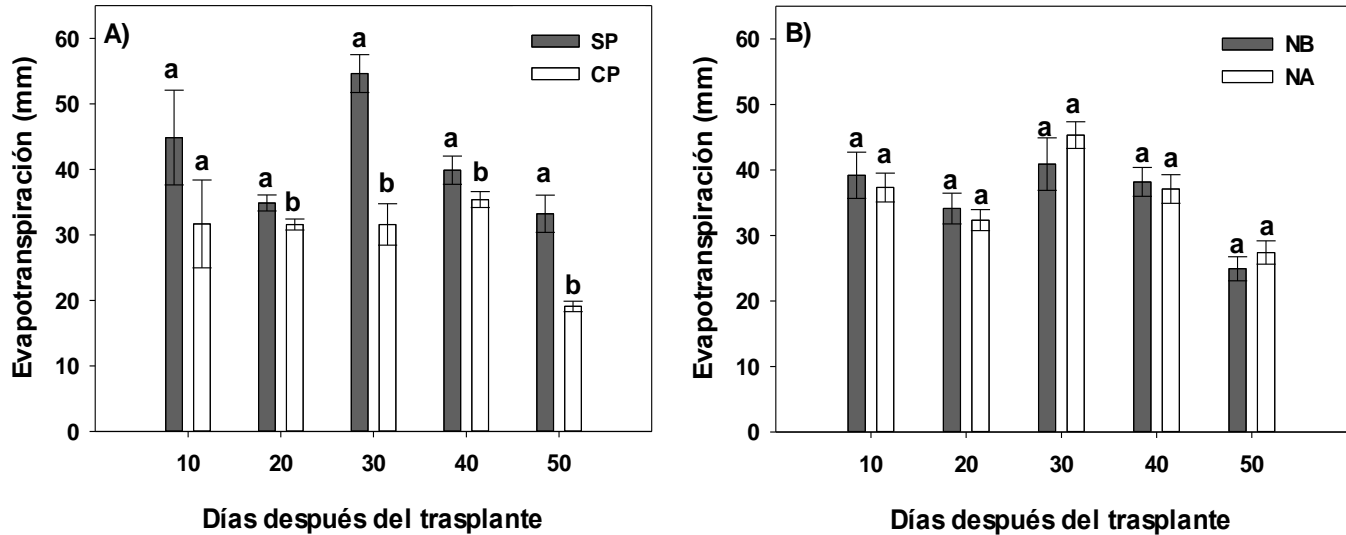 A)
SP
CP
Evapotranspiración (mm)
60
50
40
30
20
10
0
a
a
a
b
a
b
a
b
a
b
10 20 30 40 50
Días después del trasplante
B)
NB
NA
Evapotranspiración (mm)
60
50
40
30
20
10
0
a
a
a
a
a
a
a
a
a
a
10 20 30 40 50
Días después del trasplante